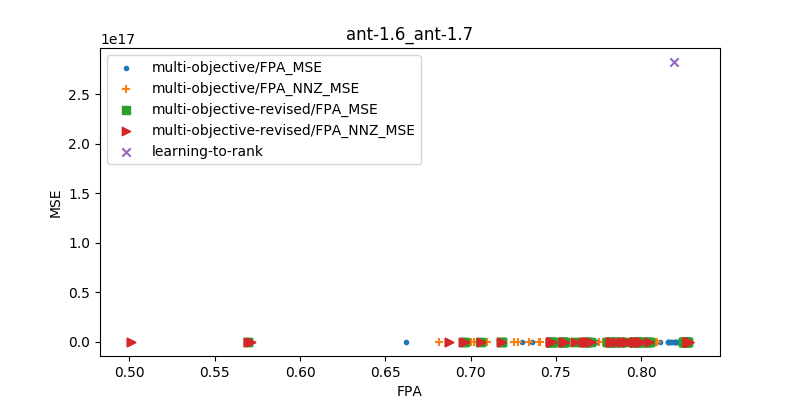 ant-1.6_ant-1.7
1e17
multi-objective/FPA_MSE
multi-objective/FPA_NNZ_MSE
multi-objective-revised/FPA_MSE
multi-objective-revised/FPA_NNZ_MSE
learning-to-rank
2.5
2.0
1.5
1.0
0.5
0.0
MSE
0.50
0.55
0.60
0.65
0.70
0.75
0.80
FPA